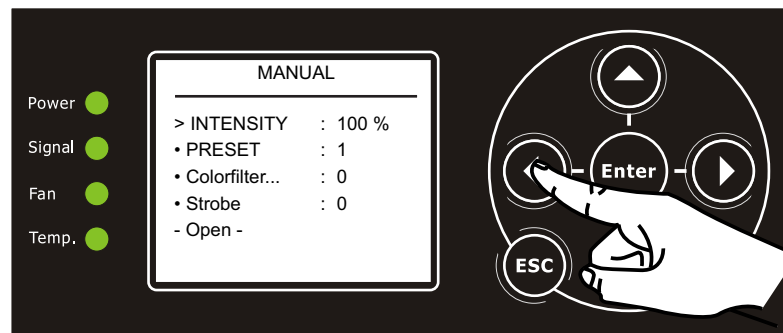 Power
Signal
Fan
Temp.
MANUAL
> INTENSITY : 100 %
• PRESET : 1
• Colorfilter... : 0
• Strobe : 0
- Open -
Enter
ESC